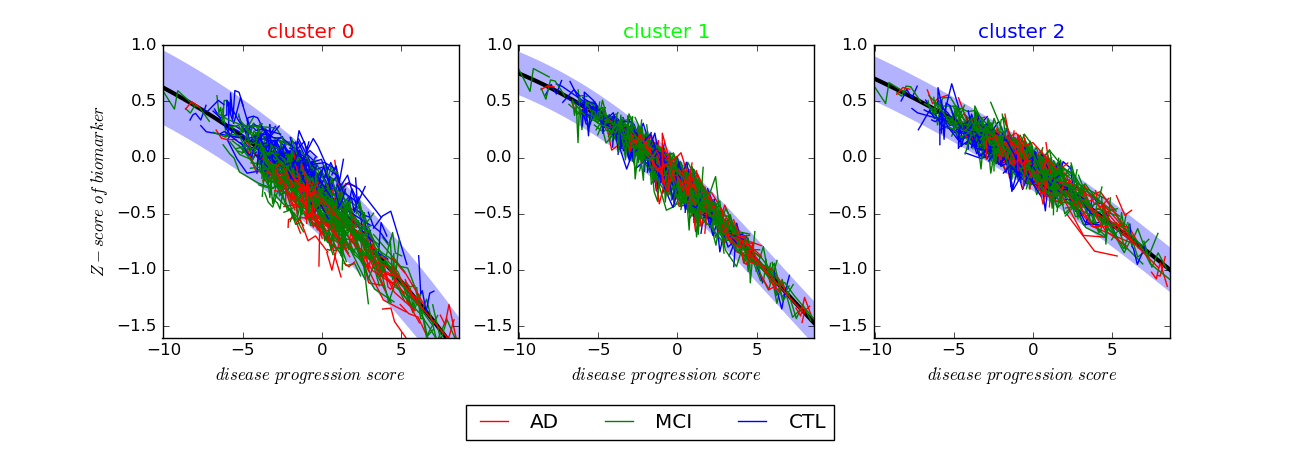 cluster 0 cluster 1 cluster 2
1.0 1.0 1.0
0.5 0.5 0.5
0.0 0.0 0.0
−0.5 −0.5 −0.5
−1.0 −1.0 −1.0
−1.5 −1.5 −1.5
Z − score of biomarker
−10 −5 0 5 −10 −5 0 5 −10 −5 0 5
disease progression score disease progression score disease progression score
AD MCI CTL